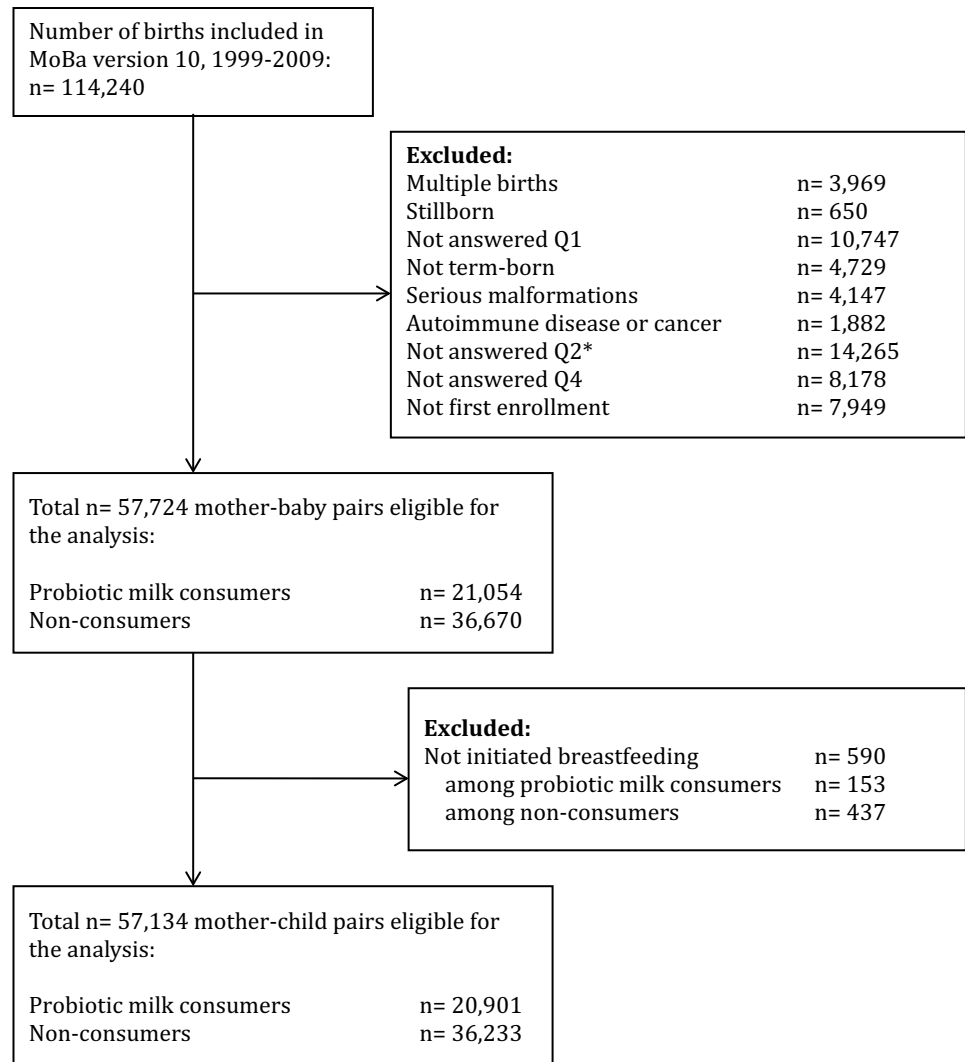 Number of births included in
MoBa version 10, 1999-2009:
n= 114,240
Excluded:
Multiple births n= 3,969
Stillborn n= 650
Not answered Q1 n= 10,747
Not term-born n= 4,729
Serious malformations n= 4,147
Autoimmune disease or cancer n= 1,882
Not answered Q2* n= 14,265
Not answered Q4 n= 8,178
Not first enrollment n= 7,949
Total n= 57,724 mother-baby pairs eligible for
the analysis:
Probiotic milk consumers n= 21,054
Non-consumers n= 36,670
Excluded:
Not initiated breastfeeding n= 590
among probiotic milk consumers n= 153
among non-consumers n= 437
Total n= 57,134 mother-child pairs eligible for
the analysis:
Probiotic milk consumers n= 20,901
Non-consumers n= 36,233